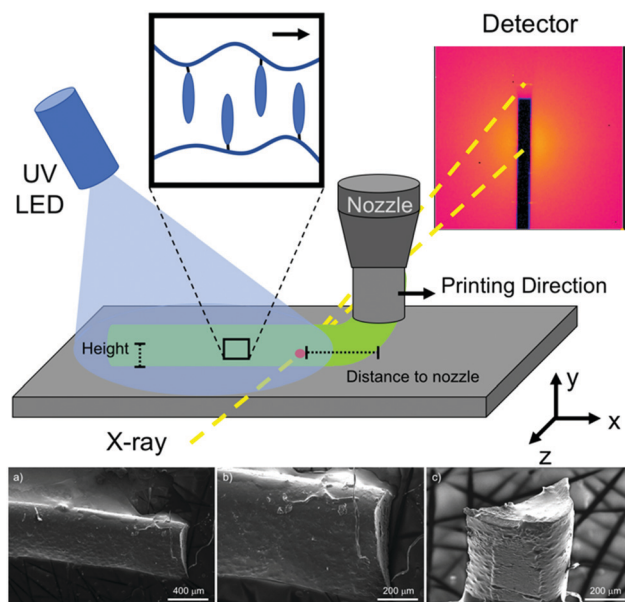 Detector
UV
LED
Nozzle
Printing Direction
Height
Distance to nozzle
X-ray
y
x
z
a)
400 μm
b)
200 μm
c)
200 μm